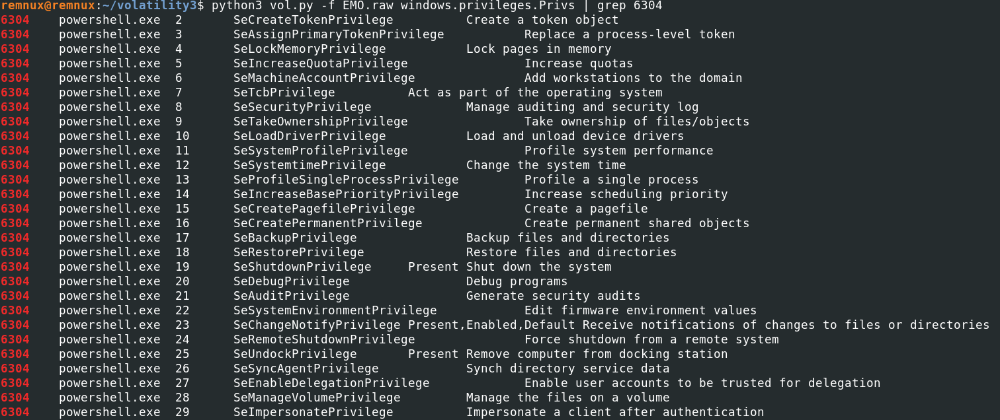 remnux@remnux:~/volatility3$ python3 vol.py -f EMO.raw windows.privileges.Privs | grep 6304
6304 powershell.exe 2 SeCreateTokenPrivilege Create a token object
6304 powershell.exe 3 SeAssignPrimaryTokenPrivilege Replace a process-level token
6304 powershell.exe 4 SeLockMemoryPrivilege Lock pages in memory
6304 powershell.exe 5 SeIncreaseQuotaPrivilege Increase quotas
6304 powershell.exe 6 SeMachineAccountPrivilege Add workstations to the domain
6304 powershell.exe 7 SeTcbPrivilege Act as part of the operating system
6304 powershell.exe 8 SeSecurityPrivilege Manage auditing and security log
6304 powershell.exe 9 SeTakeOwnershipPrivilege Take ownership of files/objects
6304 powershell.exe 10 SeLoadDriverPrivilege Load and unload device drivers
6304 powershell.exe 11 SeSystemProfilePrivilege Profile system performance
6304 powershell.exe 12 SeSystemtimePrivilege Change the system time
6304 powershell.exe 13 SeProfileSingleProcessPrivilege Profile a single process
6304 powershell.exe 14 SeIncreaseBasePriorityPrivilege Increase scheduling priority
6304 powershell.exe 15 SeCreatePagefilePrivilege Create a pagefile
6304 powershell.exe 16 SeCreatePermanentPrivilege Create permanent shared objects
6304 powershell.exe 17 SeBackupPrivilege Backup files and directories
6304 powershell.exe 18 SeRestorePrivilege Restore files and directories
6304 powershell.exe 19 SeShutdownPrivilege Present Shut down the system
6304 powershell.exe 20 SeDebugPrivilege Debug programs
6304 powershell.exe 21 SeAuditPrivilege Generate security audits
6304 powershell.exe 22 SeSystemEnvironmentPrivilege Edit firmware environment values
6304 powershell.exe 23 SeChangeNotifyPrivilege Present,Enabled,Default Receive notifications of changes to files or directories
6304 powershell.exe 24 SeRemoteShutdownPrivilege Force shutdown from a remote system
6304 powershell.exe 25 SeUndockPrivilege Present Remove computer from docking station
6304 powershell.exe 26 SeSyncAgentPrivilege Synch directory service data
6304 powershell.exe 27 SeEnableDelegationPrivilege Enable user accounts to be trusted for delegation
6304 powershell.exe 28 SeManageVolumePrivilege Manage the files on a volume
6304 powershell.exe 29 SeImpersonatePrivilege Impersonate a client after authentication